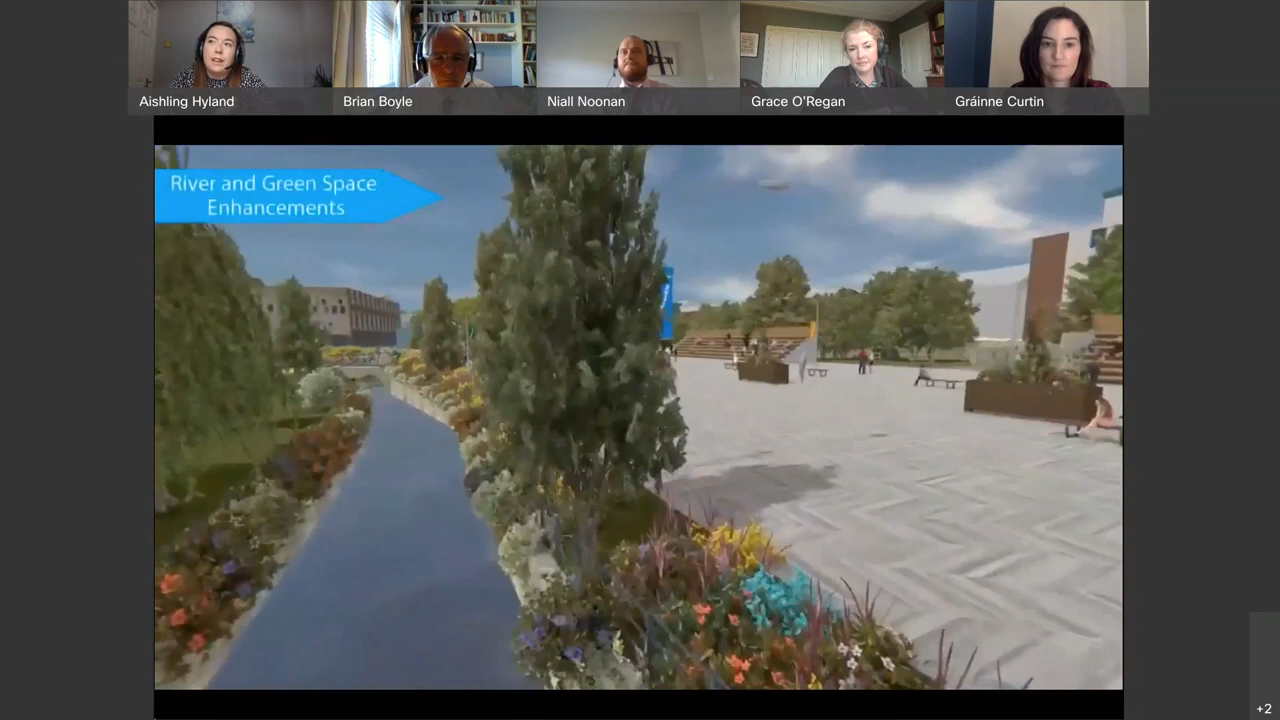 Aishling Hyland
Brian Boyle
Niall Noonan
Grace O'Regan
Gráinne Curtin
River and Green Space
Enhancements
+2